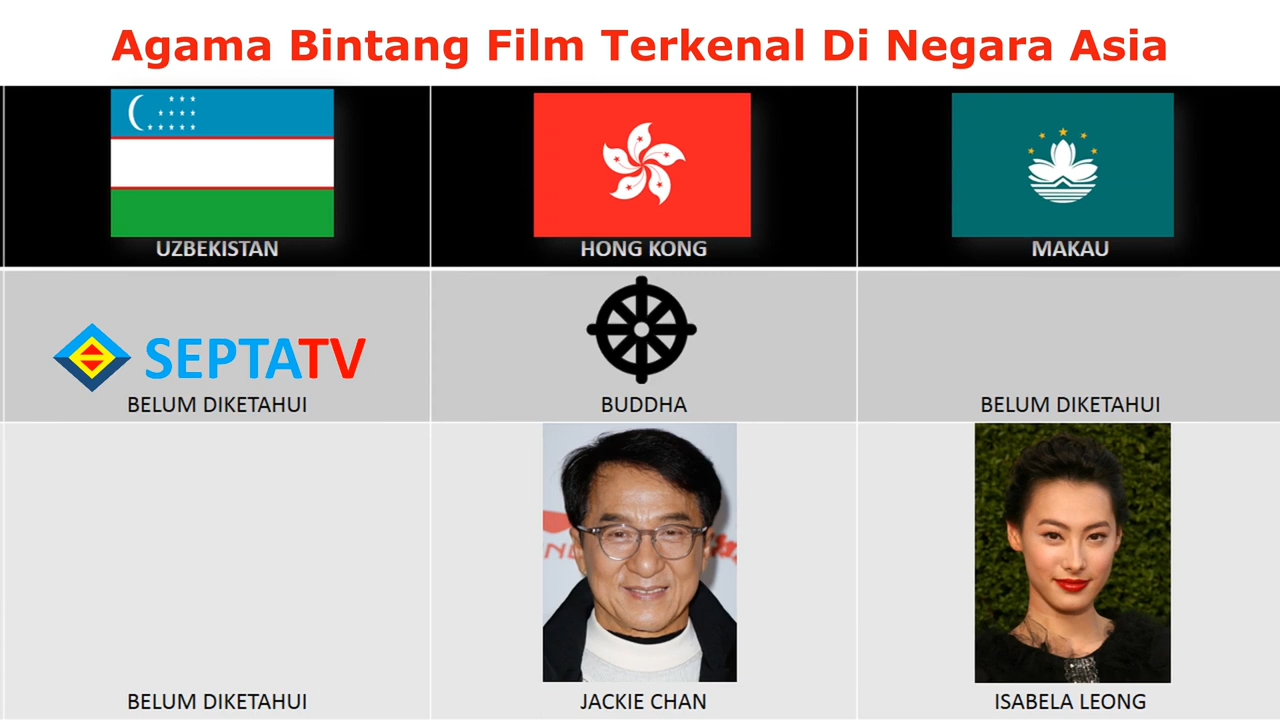 Agama Bintang Film Terkenal Di Negara Asia
UZBEKISTAN
HONG KONG
MAKAU
SEPTATV
BELUM DIKETAHUI
BUDDHA
BELUM DIKETAHUI
BELUM DIKETAHUI
JACKIE CHAN
ISABELA LEONG